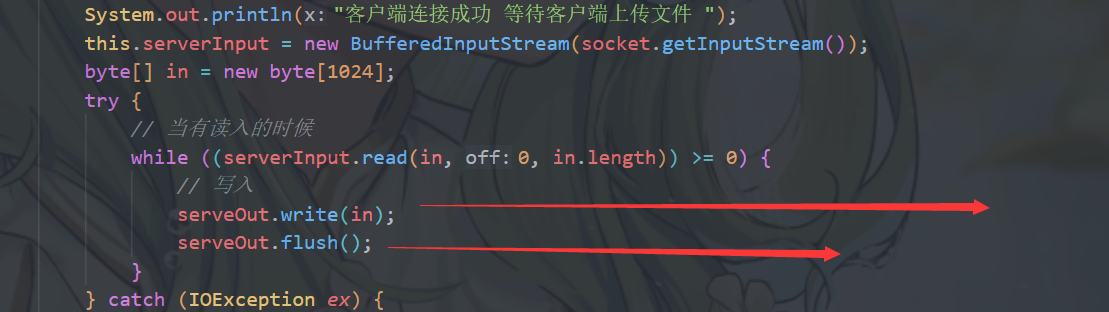 System.out.println(x: "客户端连接成功 等待客户端上传文件 ");
this.serverInput = new BufferedInputStream(socket.getInputStream());
byte[] in = new byte[1024];
try {
// 当有读入的时候
while ((serverInput.read(in, off: 0, in.length)) >= 0) {
// 写入
serveOut.write(in);
serveOut.flush();
}
} catch (IOException ex) {